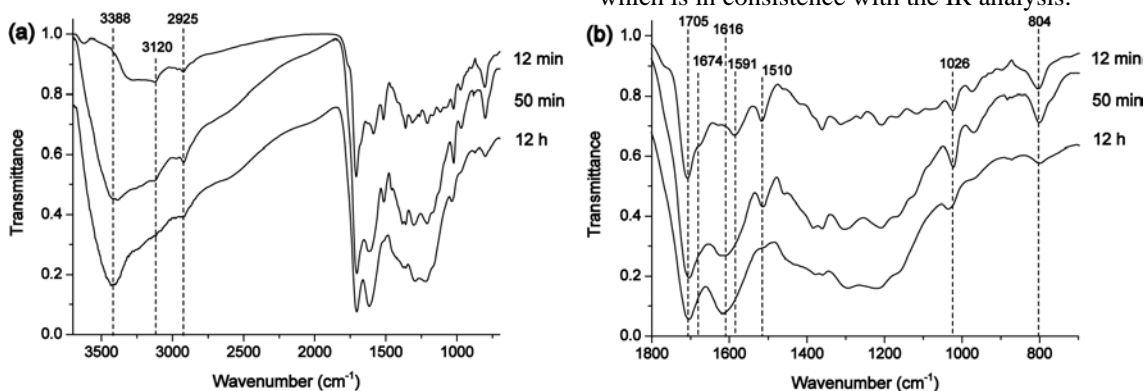 which is in consistence with the IR analysis.
(a)
3388
2925
3120
12 min
50 min
12 h
Transmittance
1.0
0.8
0.6
0.4
0.2
0.0
3500
3000
2500
2000
1500
1000
Wavenumber (cm⁻¹)
(b)
1705
1616
804
1674
1591
1510
1026
12 min
50 min
12 h
Transmittance
1.0
0.8
0.6
0.4
0.2
0.0
1800
1600
1400
1200
1000
800
Wavenumber (cm⁻¹)